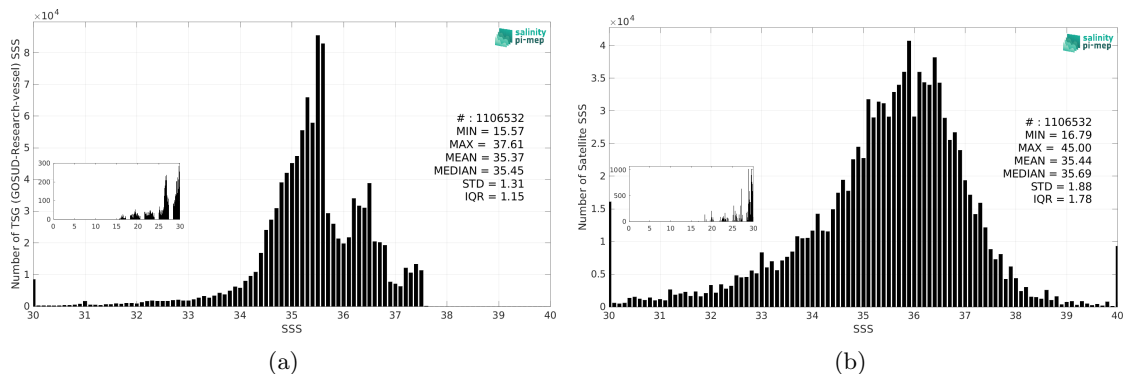 ×10⁴
salinity
pi-mep
Number of TSG (GOSUD-Research-vessel) SSS
8
7
6
5
4
3
2
1
0
# : 1106532
MIN = 15.57
MAX = 37.61
MEAN = 35.37
MEDIAN = 35.45
STD = 1.31
IQR = 1.15
300
200
100
0
0 5 10 15 20 25 30
30 31 32 33 34 35 36 37 38 39 40
SSS
(a)
×10⁴
salinity
pi-mep
Number of Satellite SSS
4
3.5
3
2.5
2
1.5
1
0.5
0
# : 1106532
MIN = 16.79
MAX = 45.00
MEAN = 35.44
MEDIAN = 35.69
STD = 1.88
IQR = 1.78
1000
500
0
0 5 10 15 20 25 30
30 31 32 33 34 35 36 37 38 39 40
SSS
(b)